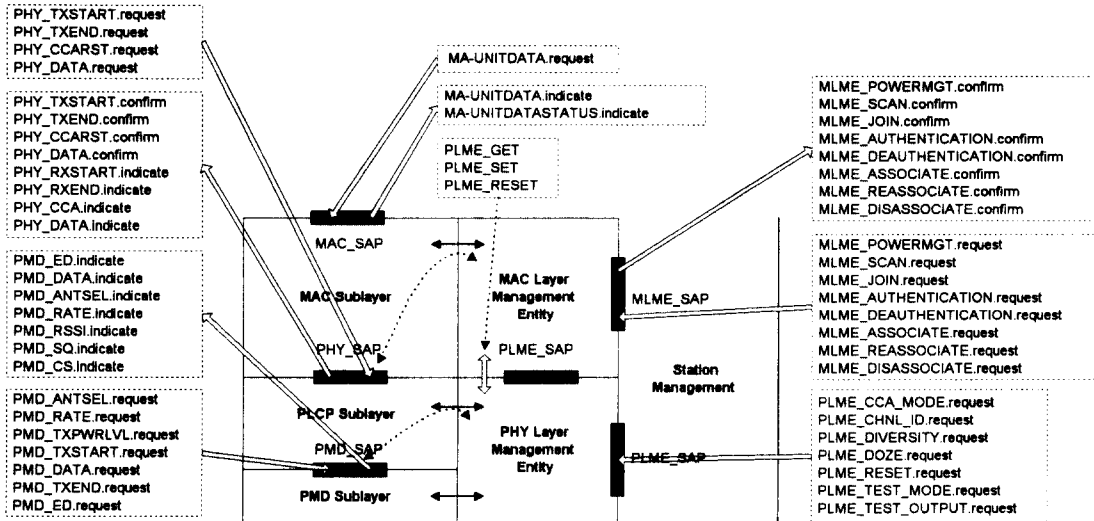 PHY_TXSTART.request
PHY_TXEND.request
PHY_CCARST.request
PHY_DATA.request
PHY_TXSTART.confirm
PHY_TXEND.confirm
PHY_CCARST.confirm
PHY_DATA.confirm
PHY_RXSTART.indicate
PHY_RXEND.indicate
PHY_CCA.indicate
PHY_DATA.indicate
PMD_ED.indicate
PMD_DATA.indicate
PMD_ANTSEL.indicate
PMD_RATE.indicate
PMD_RSSI.indicate
PMD_SQ.indicate
PMD_CS.indicate
PMD_ANTSEL.request
PMD_RATE.request
PMD_TXPWRLVL.request
PMD_TXSTART.request
PMD_DATA.request
PMD_TXEND.request
PMD_ED.request
MA-UNITDATA.request
MA-UNITDATA.indicate
MA-UNITDATASTATUS.indicate
PLME_GET
PLME_SET
PLME_RESET
MAC_SAP
MAC Sublayer
PHY_SAP
PLCP Sublayer
PMD_SAP
PMD Sublayer
MAC Layer
Management
Entity
PLME_SAP
PHY Layer
Management
Entity
MLME_SAP
Station
Management
PLME_SAP
MLME_POWERMGT.confirm
MLME_SCAN.confirm
MLME_JOIN.confirm
MLME_AUTHENTICATION.confirm
MLME_DEAUTHENTICATION.confirm
MLME_ASSOCIATE.confirm
MLME_REASSOCIATE.confirm
MLME_DISASSOCIATE.confirm
MLME_POWERMGT.request
MLME_SCAN.request
MLME_JOIN.request
MLME_AUTHENTICATION.request
MLME_DEAUTHENTICATION.request
MLME_ASSOCIATE.request
MLME_REASSOCIATE.request
MLME_DISASSOCIATE.request
PLME_CCA_MODE.request
PLME_CHNL_ID.request
PLME_DIVERSITY.request
PLME_DOZE.request
PLME_RESET.request
PLME_TEST_MODE.request
PLME_TEST_OUTPUT.request